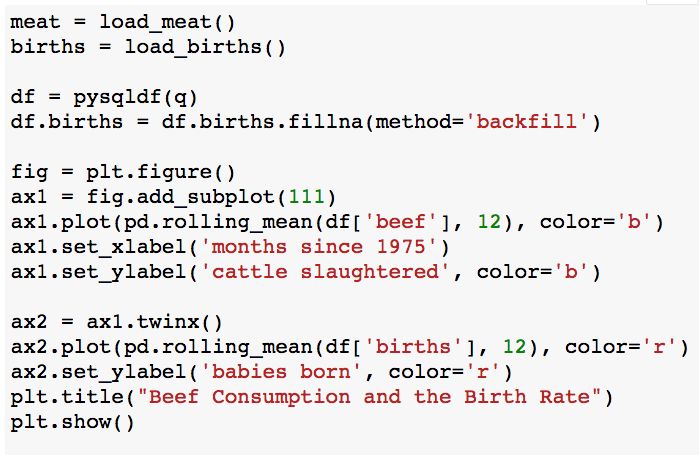 meat = load_meat()
births = load_births()
df = pysqldf(q)
df.births = df.births.fillna(method='backfill')
fig = plt.figure()
ax1 = fig.add_subplot(111)
ax1.plot(pd.rolling_mean(df['beef'], 12), color='b')
ax1.set_xlabel('months since 1975')
ax1.set_ylabel('cattle slaughtered', color='b')
ax2 = ax1.twinx()
ax2.plot(pd.rolling_mean(df['births'], 12), color='r')
ax2.set_ylabel('babies born', color='r')
plt.title("Beef Consumption and the Birth Rate")
plt.show()